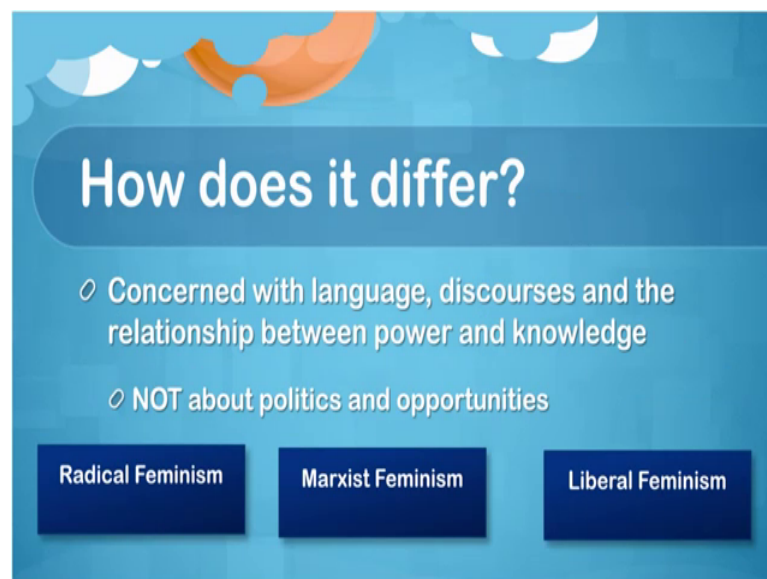 How does it differ?
Concerned with language, discourses and the
relationship between power and knowledge
NOT about politics and opportunities
Radical Feminism
Marxist Feminism
Liberal Feminism